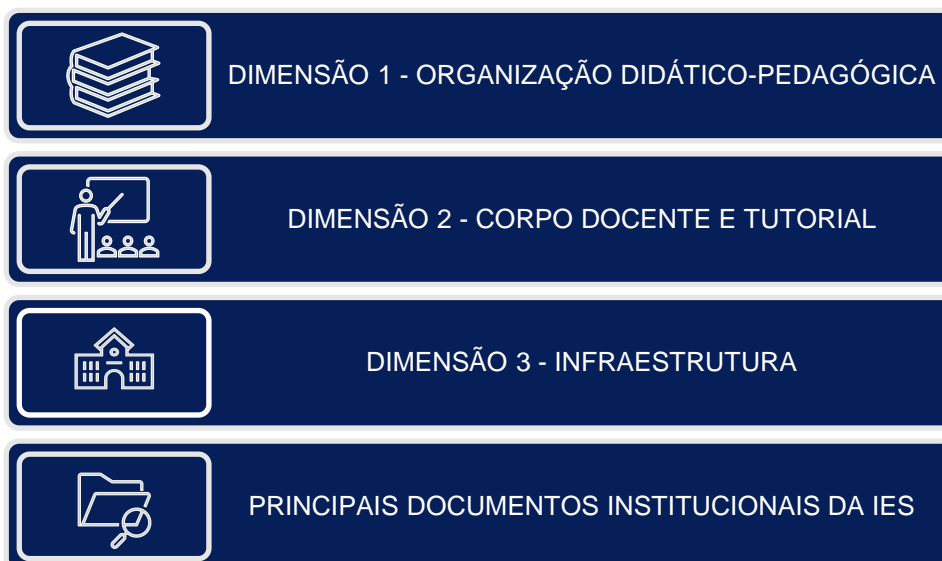 DIMENSÃO 1 - ORGANIZAÇÃO DIDÁTICO-PEDAGÓGICA
DIMENSÃO 2 - CORPO DOCENTE E TUTORIAL
DIMENSÃO 3 - INFRAESTRUTURA
PRINCIPAIS DOCUMENTOS INSTITUCIONAIS DA IES